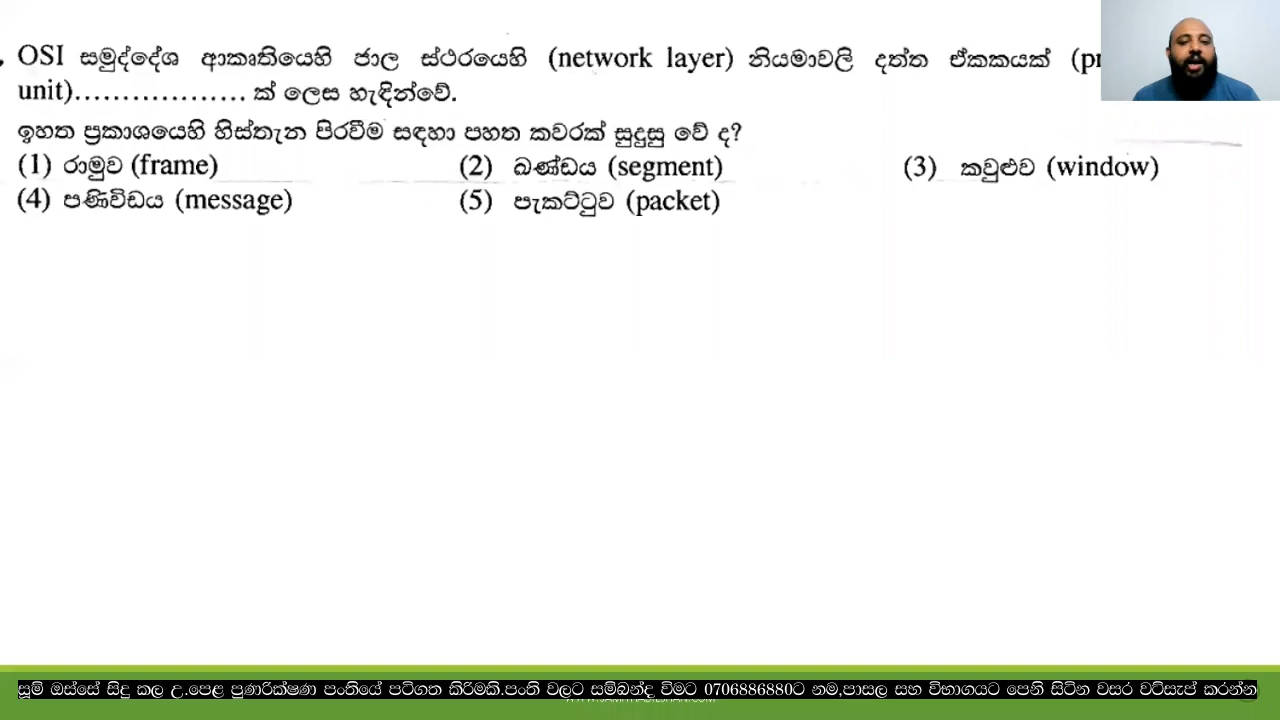 OSI සමුද්දේශ ආකෘතියෙහි ජාල ස්ථරයෙහි (network layer) නියමාවලි දත්ත ඒකකයක්
unit).................. ක් ලෙස හැඳින්වේ.
ඉහත ප්‍රකාශයෙහි හිස්තැන පිරවීම සඳහා පහත කවරක් සුදුසු වේ ද?
(1) රාමුව (frame) (2) ඛණ්ඩය (segment) (3) කවුළුව (window)
(4) පණිවිඩය (message) (5) පැකට්ටුව (packet)
සූම් ඔස්සේ සිදු කල උ.පෙළ පුණරීක්ෂණ පංතියේ පටිගත කිරීමකි.පංති වලට සම්බන්ද වීමට 0706886880ට නම,පාසල සහ විභාගයට පෙනී සිටින වසර වට්සැප් කරන්න